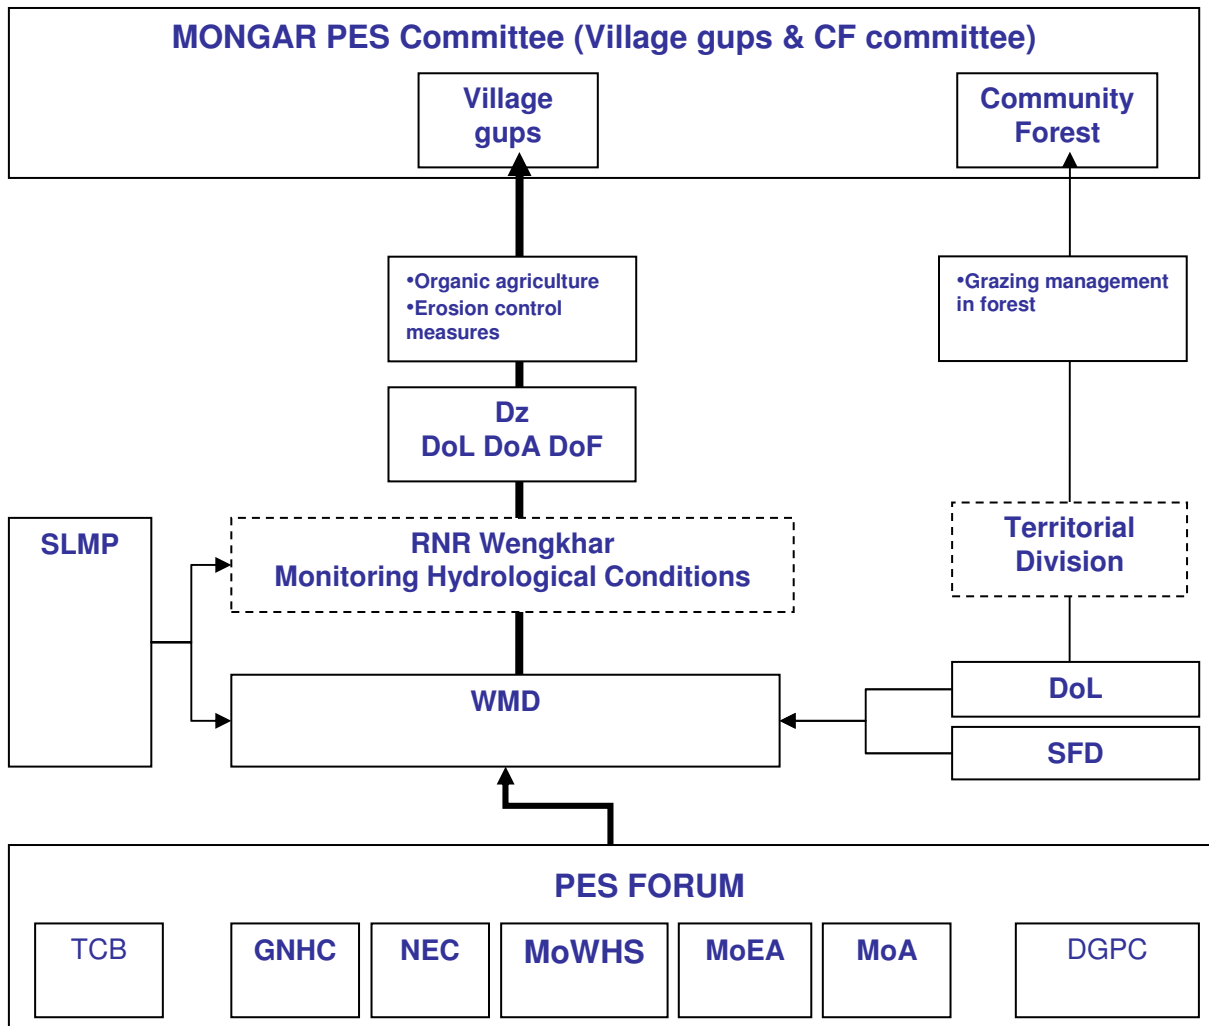 MONGAR PES Committee (Village gups & CF committee)
Village
gups
Community
Forest
•Organic agriculture
•Erosion control
measures
•Grazing management
in forest
Dz
DoL DoA DoF
SLMP
RNR Wengkhar
Monitoring Hydrological Conditions
Territorial
Division
WMD
DoL
SFD
PES FORUM
TCB
GNHC
NEC
MoWHS
MoEA
MoA
DGPC